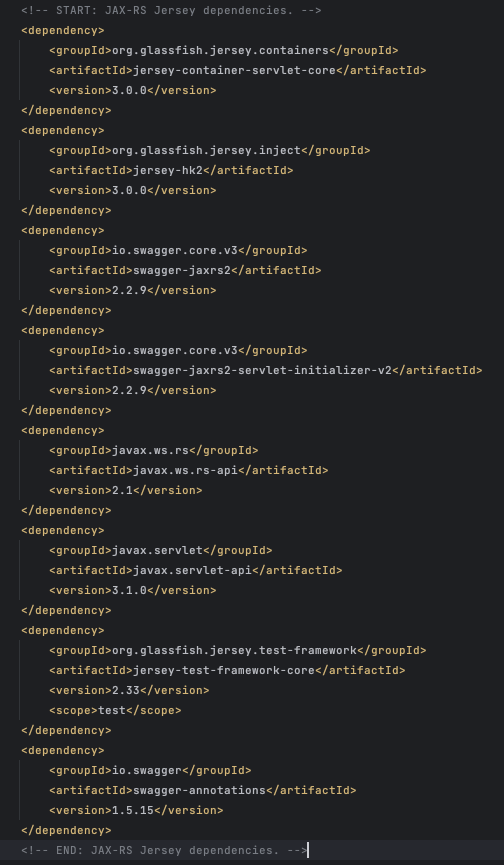 <!-- START: JAX-RS Jersey dependencies. -->
<dependency>
<groupId>org.glassfish.jersey.containers</groupId>
<artifactId>jersey-container-servlet-core</artifactId>
<version>3.0.0</version>
</dependency>
<dependency>
<groupId>org.glassfish.jersey.inject</groupId>
<artifactId>jersey-hk2</artifactId>
<version>3.0.0</version>
</dependency>
<dependency>
<groupId>io.swagger.core.v3</groupId>
<artifactId>swagger-jaxrs2</artifactId>
<version>2.2.9</version>
</dependency>
<dependency>
<groupId>io.swagger.core.v3</groupId>
<artifactId>swagger-jaxrs2-servlet-initializer-v2</artifactId>
<version>2.2.9</version>
</dependency>
<dependency>
<groupId>javax.ws.rs</groupId>
<artifactId>javax.ws.rs-api</artifactId>
<version>2.1</version>
</dependency>
<dependency>
<groupId>javax.servlet</groupId>
<artifactId>javax.servlet-api</artifactId>
<version>3.1.0</version>
</dependency>
<dependency>
<groupId>org.glassfish.jersey.test-framework</groupId>
<artifactId>jersey-test-framework-core</artifactId>
<version>2.33</version>
<scope>test</scope>
</dependency>
<dependency>
<groupId>io.swagger</groupId>
<artifactId>swagger-annotations</artifactId>
<version>1.5.15</version>
</dependency>
<!-- END: JAX-RS Jersey dependencies. -->